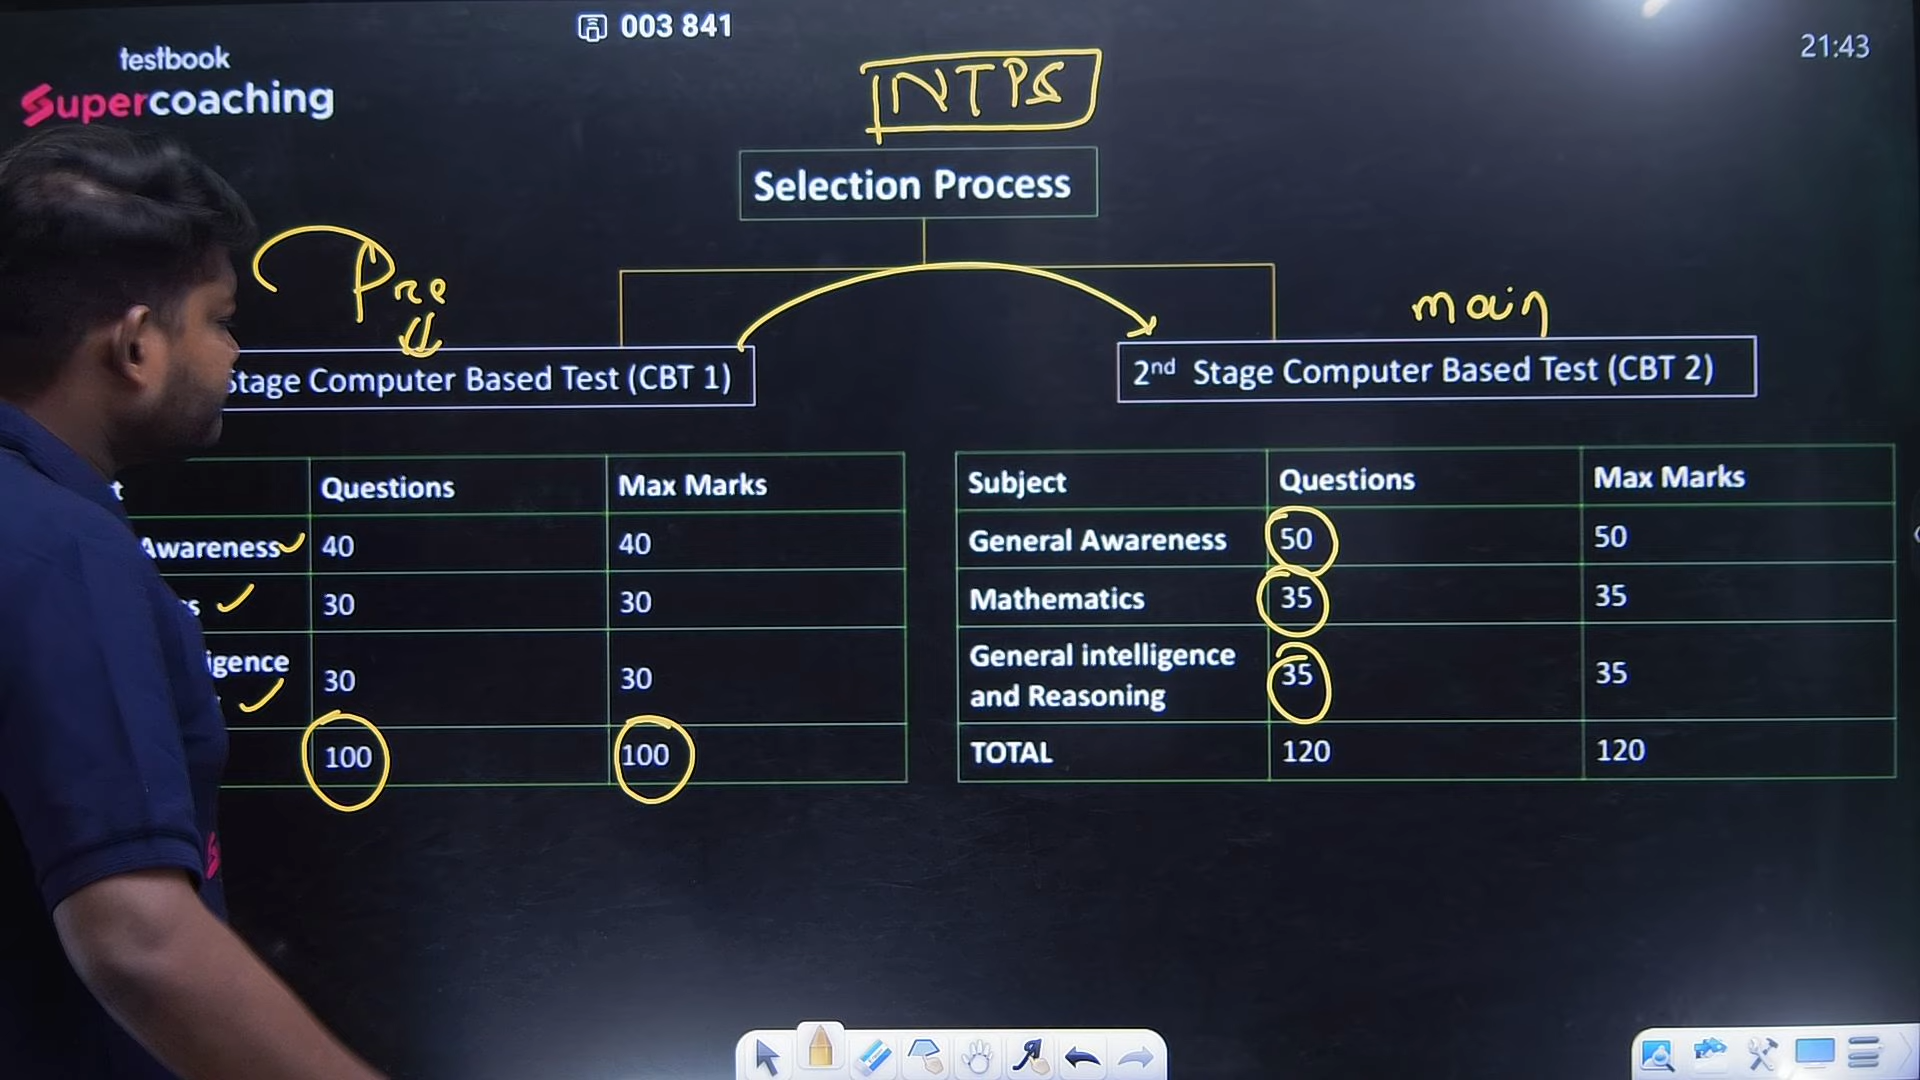 003 841
21:43
testbook
Supercoaching
NTPS
Selection Process
Pre
main
Stage Computer Based Test (CBT 1)
2nd Stage Computer Based Test (CBT 2)
Questions Max Marks
Awareness 40 40
30 30
30 30
100 100
Subject Questions Max Marks
General Awareness 50 50
Mathematics 35 35
General intelligence
and Reasoning 35 35
TOTAL 120 120